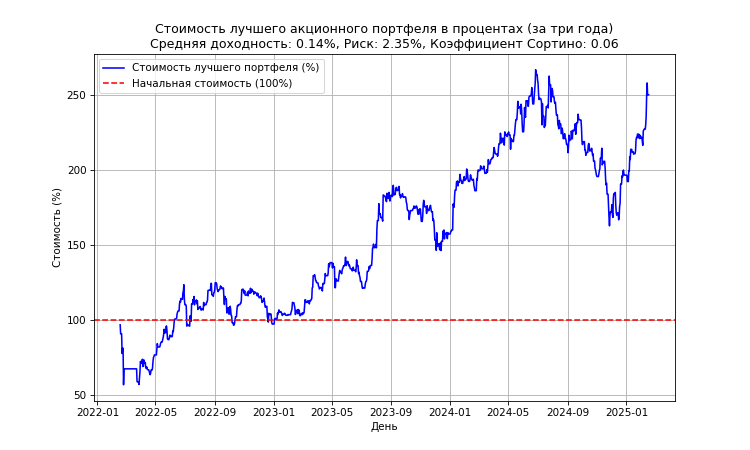 Стоимость лучшего акционного портфеля в процентах (за три года)
Средняя доходность: 0.14%, Риск: 2.35%, Коэффициент Сортино: 0.06
Стоимость лучшего портфеля (%)
Начальная стоимость (100%)
Стоимость (%)
250
200
150
100
50
2022-01 2022-05 2022-09 2023-01 2023-05 2023-09 2024-01 2024-05 2024-09 2025-01
День